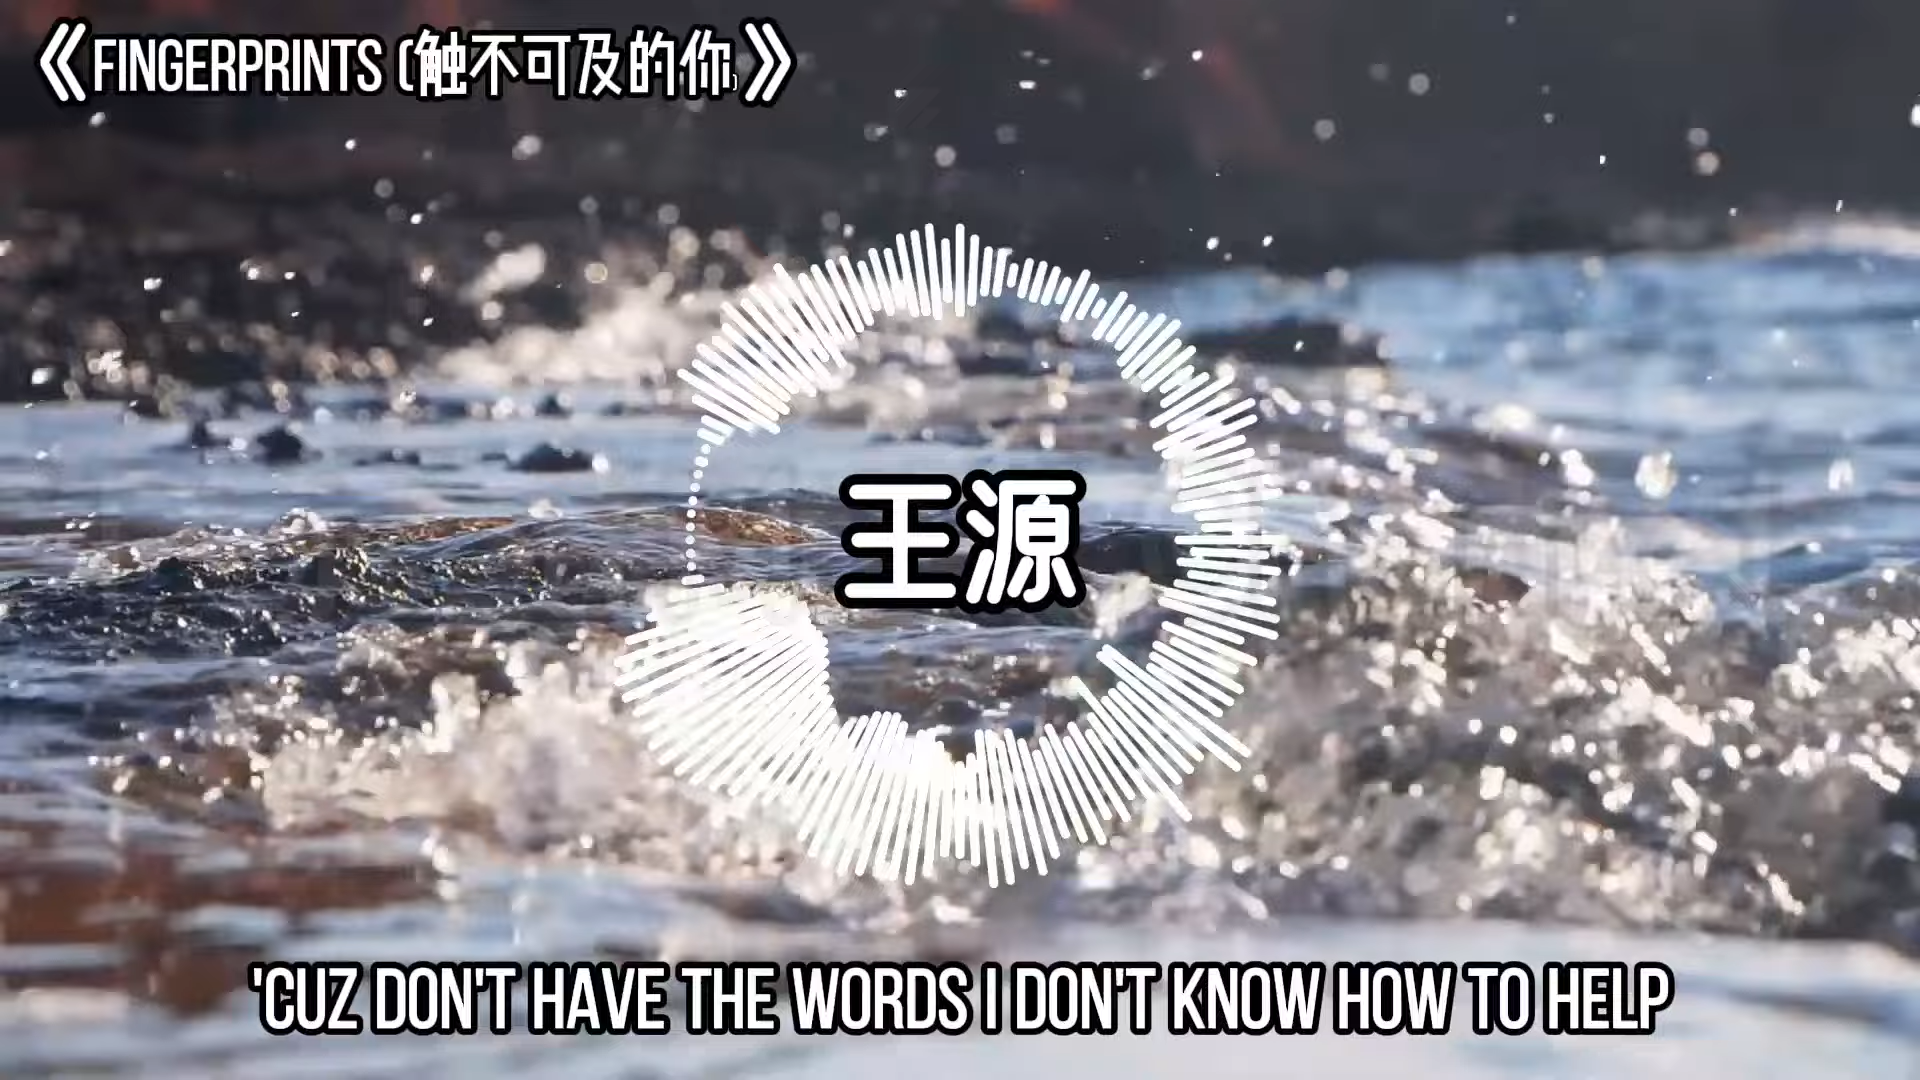 《FINGERPRINTS (触不可及的你)》
王源
'CUZ DON'T HAVE THE WORDS I DON'T KNOW HOW TO HELP